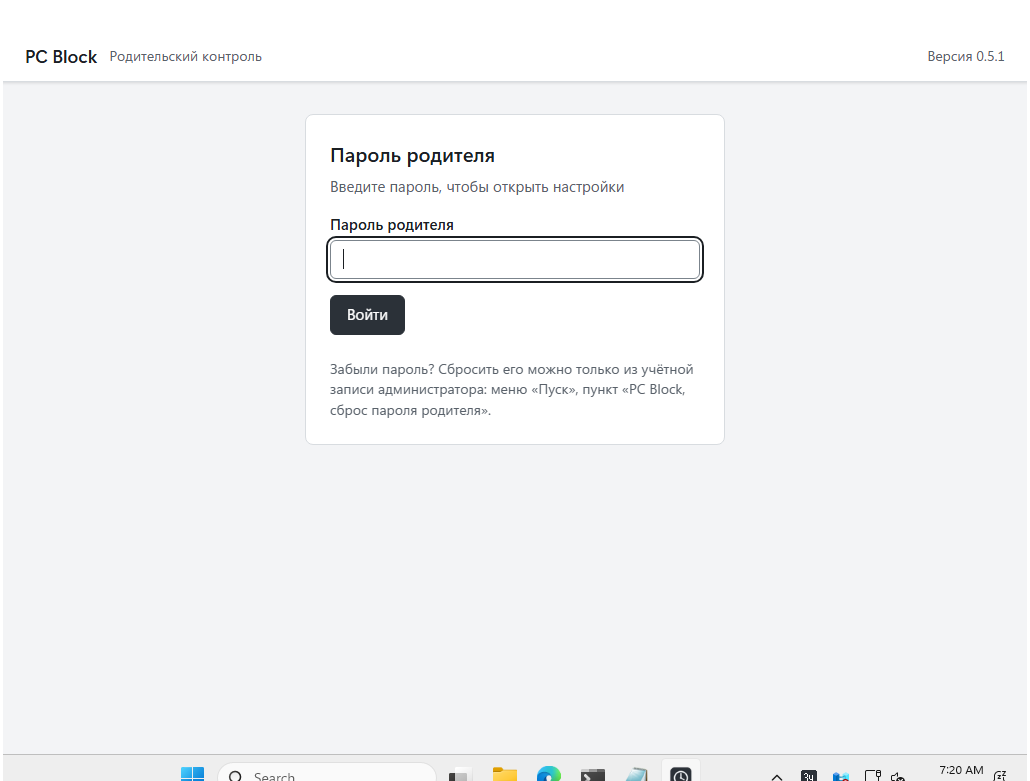 PC Block Родительский контроль
Версия 0.5.1
Пароль родителя
Введите пароль, чтобы открыть настройки
Пароль родителя
Войти
Забыли пароль? Сбросить его можно только из учётной
записи администратора: меню «Пуск», пункт «PC Block,
сброс пароля родителя».
Search
7:20 AM